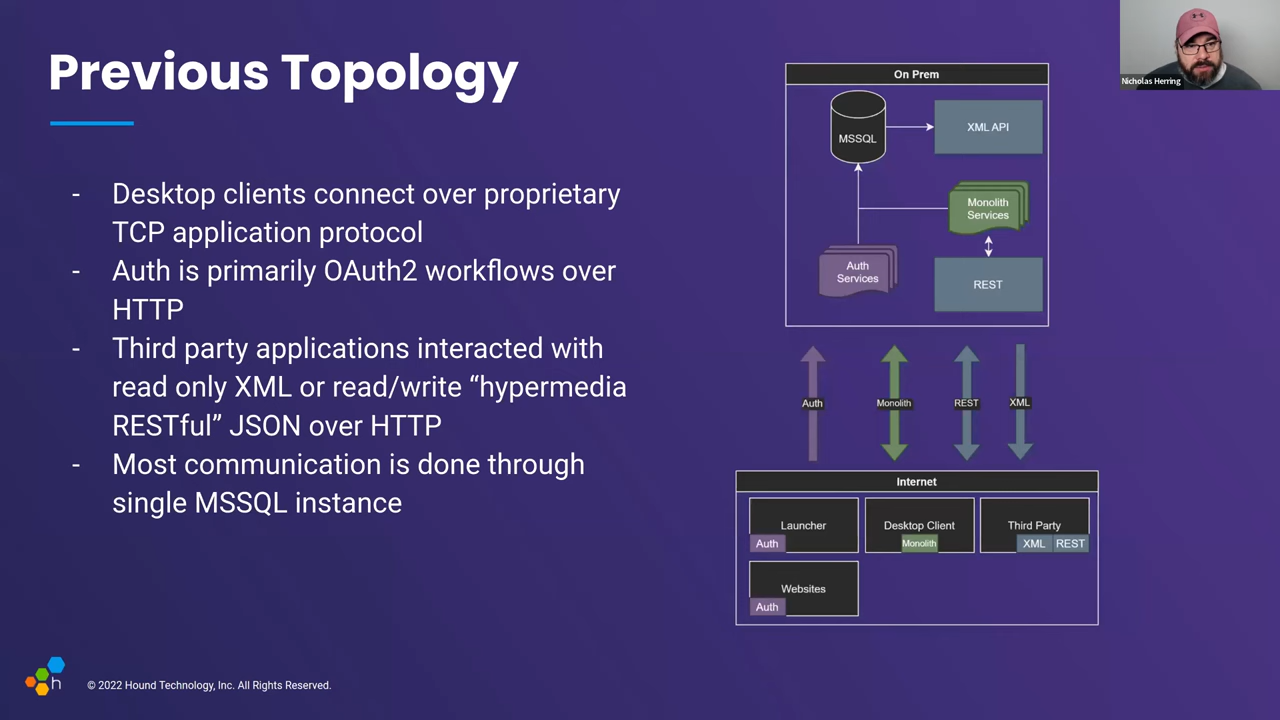 Previous Topology
- Desktop clients connect over proprietary
TCP application protocol
- Auth is primarily OAuth2 workflows over
HTTP
- Third party applications interacted with
read only XML or read/write “hypermedia
RESTful” JSON over HTTP
- Most communication is done through
single MSSQL instance
On Prem
MSSQL
XML API
Monolith
Services
Auth
Services
REST
Auth
Monolith
REST
XML
Internet
Launcher
Auth
Desktop Client
Monolith
Third Party
XML
REST
Websites
Auth
Nicholas Herring
h
© 2022 Hound Technology, Inc. All Rights Reserved.